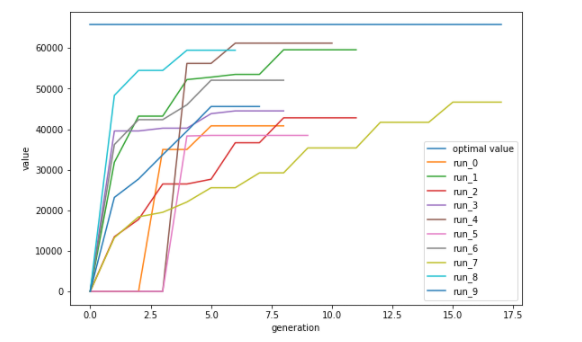 60000
50000
40000
30000
20000
10000
0
value
0.0 2.5 5.0 7.5 10.0 12.5 15.0 17.5
generation
optimal value
run_0
run_1
run_2
run_3
run_4
run_5
run_6
run_7
run_8
run_9